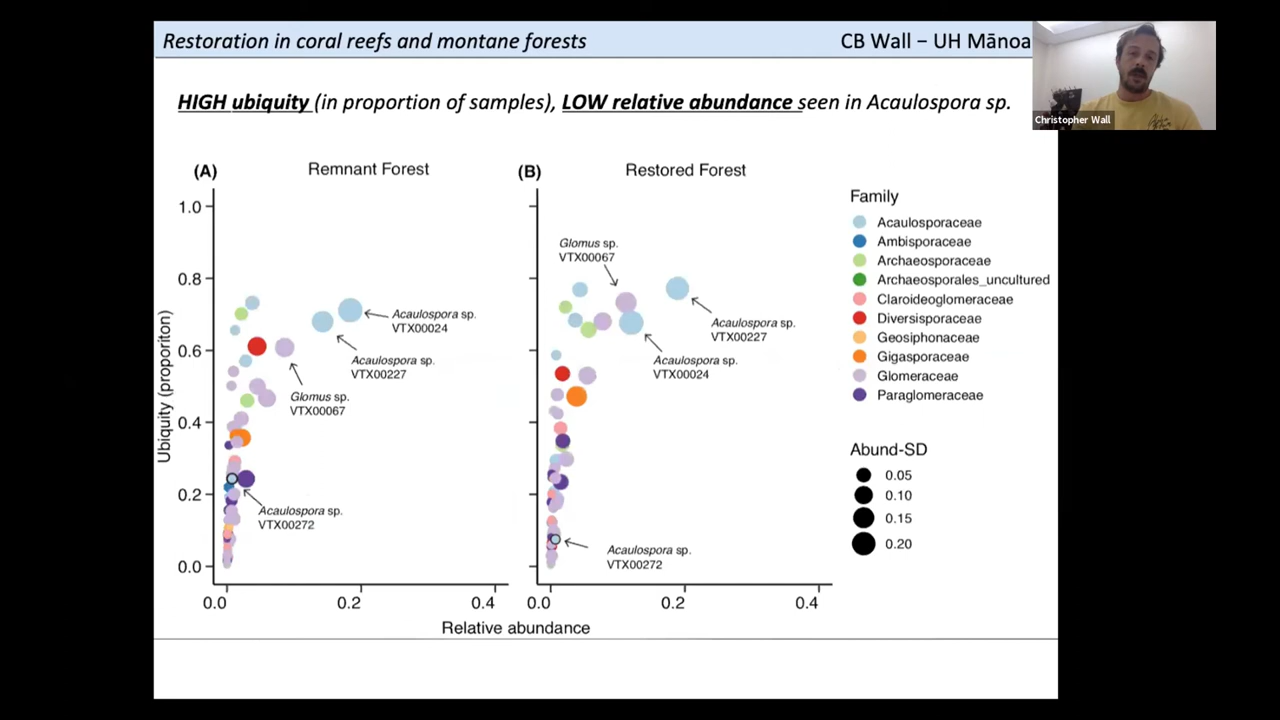 Restoration in coral reefs and montane forests
CB Wall – UH Mānoa
Christopher Wall
HIGH ubiquity (in proportion of samples), LOW relative abundance seen in Acaulospora sp.
(A)
Remnant Forest
Ubiquity (proporiton)
1.0
0.8
0.6
0.4
0.2
0.0
Acaulospora sp.
VTX00024
Acaulospora sp.
VTX00227
Glomus sp.
VTX00067
Acaulospora sp.
VTX00272
0.0
0.2
0.4
(B)
Restored Forest
Glomus sp.
VTX00067
Acaulospora sp.
VTX00227
Acaulospora sp.
VTX00024
Acaulospora sp.
VTX00272
0.0
0.2
0.4
Relative abundance
Family
Acaulosporaceae
Ambisporaceae
Archaeosporaceae
Archaeosporales_uncultured
Claroideoglomeraceae
Diversisporaceae
Geosiphonaceae
Gigasporaceae
Glomeraceae
Paraglomeraceae
Abund-SD
0.05
0.10
0.15
0.20